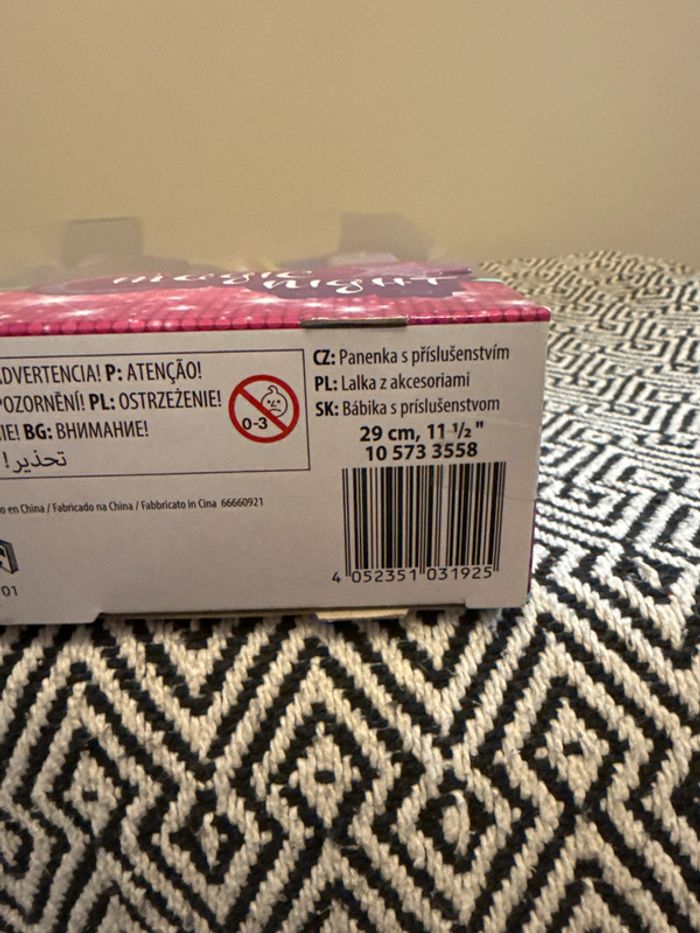 magic
night
DVERTENCIA! P: ATENÇÃO!
POZORNĚNÍ! PL: OSTRZEŻENIE!
IE! BG: ВНИМАНИЕ!
تحذير!
0-3
CZ: Panenka s příslušenstvím
PL: Lalka z akcesoriami
SK: Bábika s príslušenstvom
29 cm, 11 ½ "
10 573 3558
o en China / Fabricado na China / Fabbricato in Cina 66660921
01
4 052351 031925